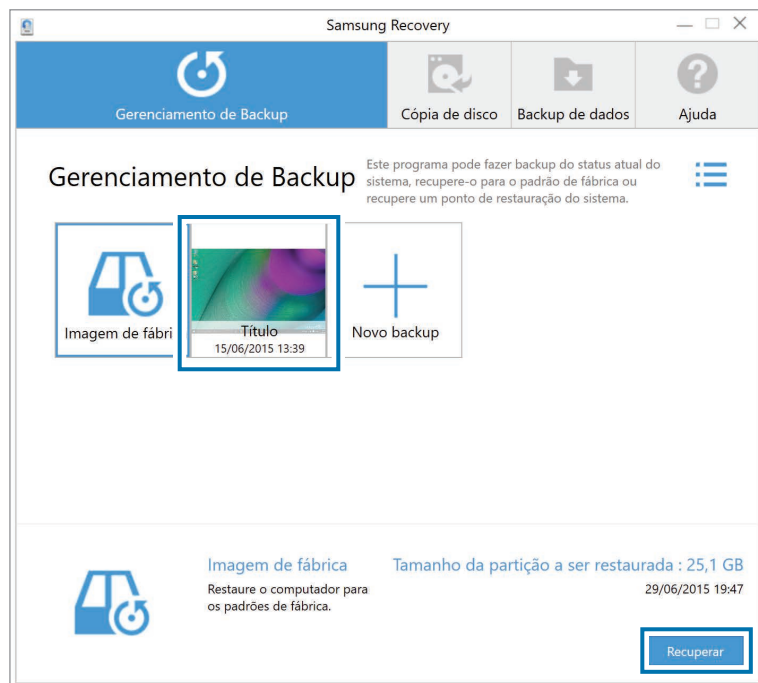 Samsung Recovery
Gerenciamento de Backup
Cópia de disco
Backup de dados
Ajuda
Gerenciamento de Backup
Este programa pode fazer backup do status atual do
sistema, recupere-o para o padrão de fábrica ou
recupere um ponto de restauração do sistema.
Imagem de fábri
Título
15/06/2015 13:39
Novo backup
Imagem de fábrica
Restaure o computador para
os padrões de fábrica.
Tamanho da partição a ser restaurada : 25,1 GB
29/06/2015 19:47
Recuperar